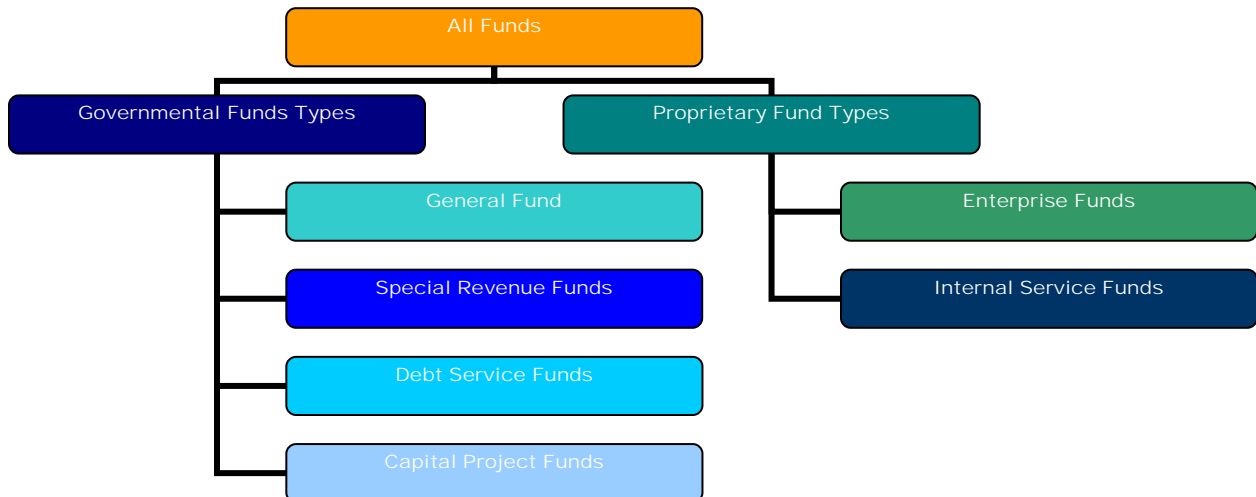 All Funds
Governmental Funds Types
Proprietary Fund Types
General Fund
Enterprise Funds
Special Revenue Funds
Internal Service Funds
Debt Service Funds
Capital Project Funds